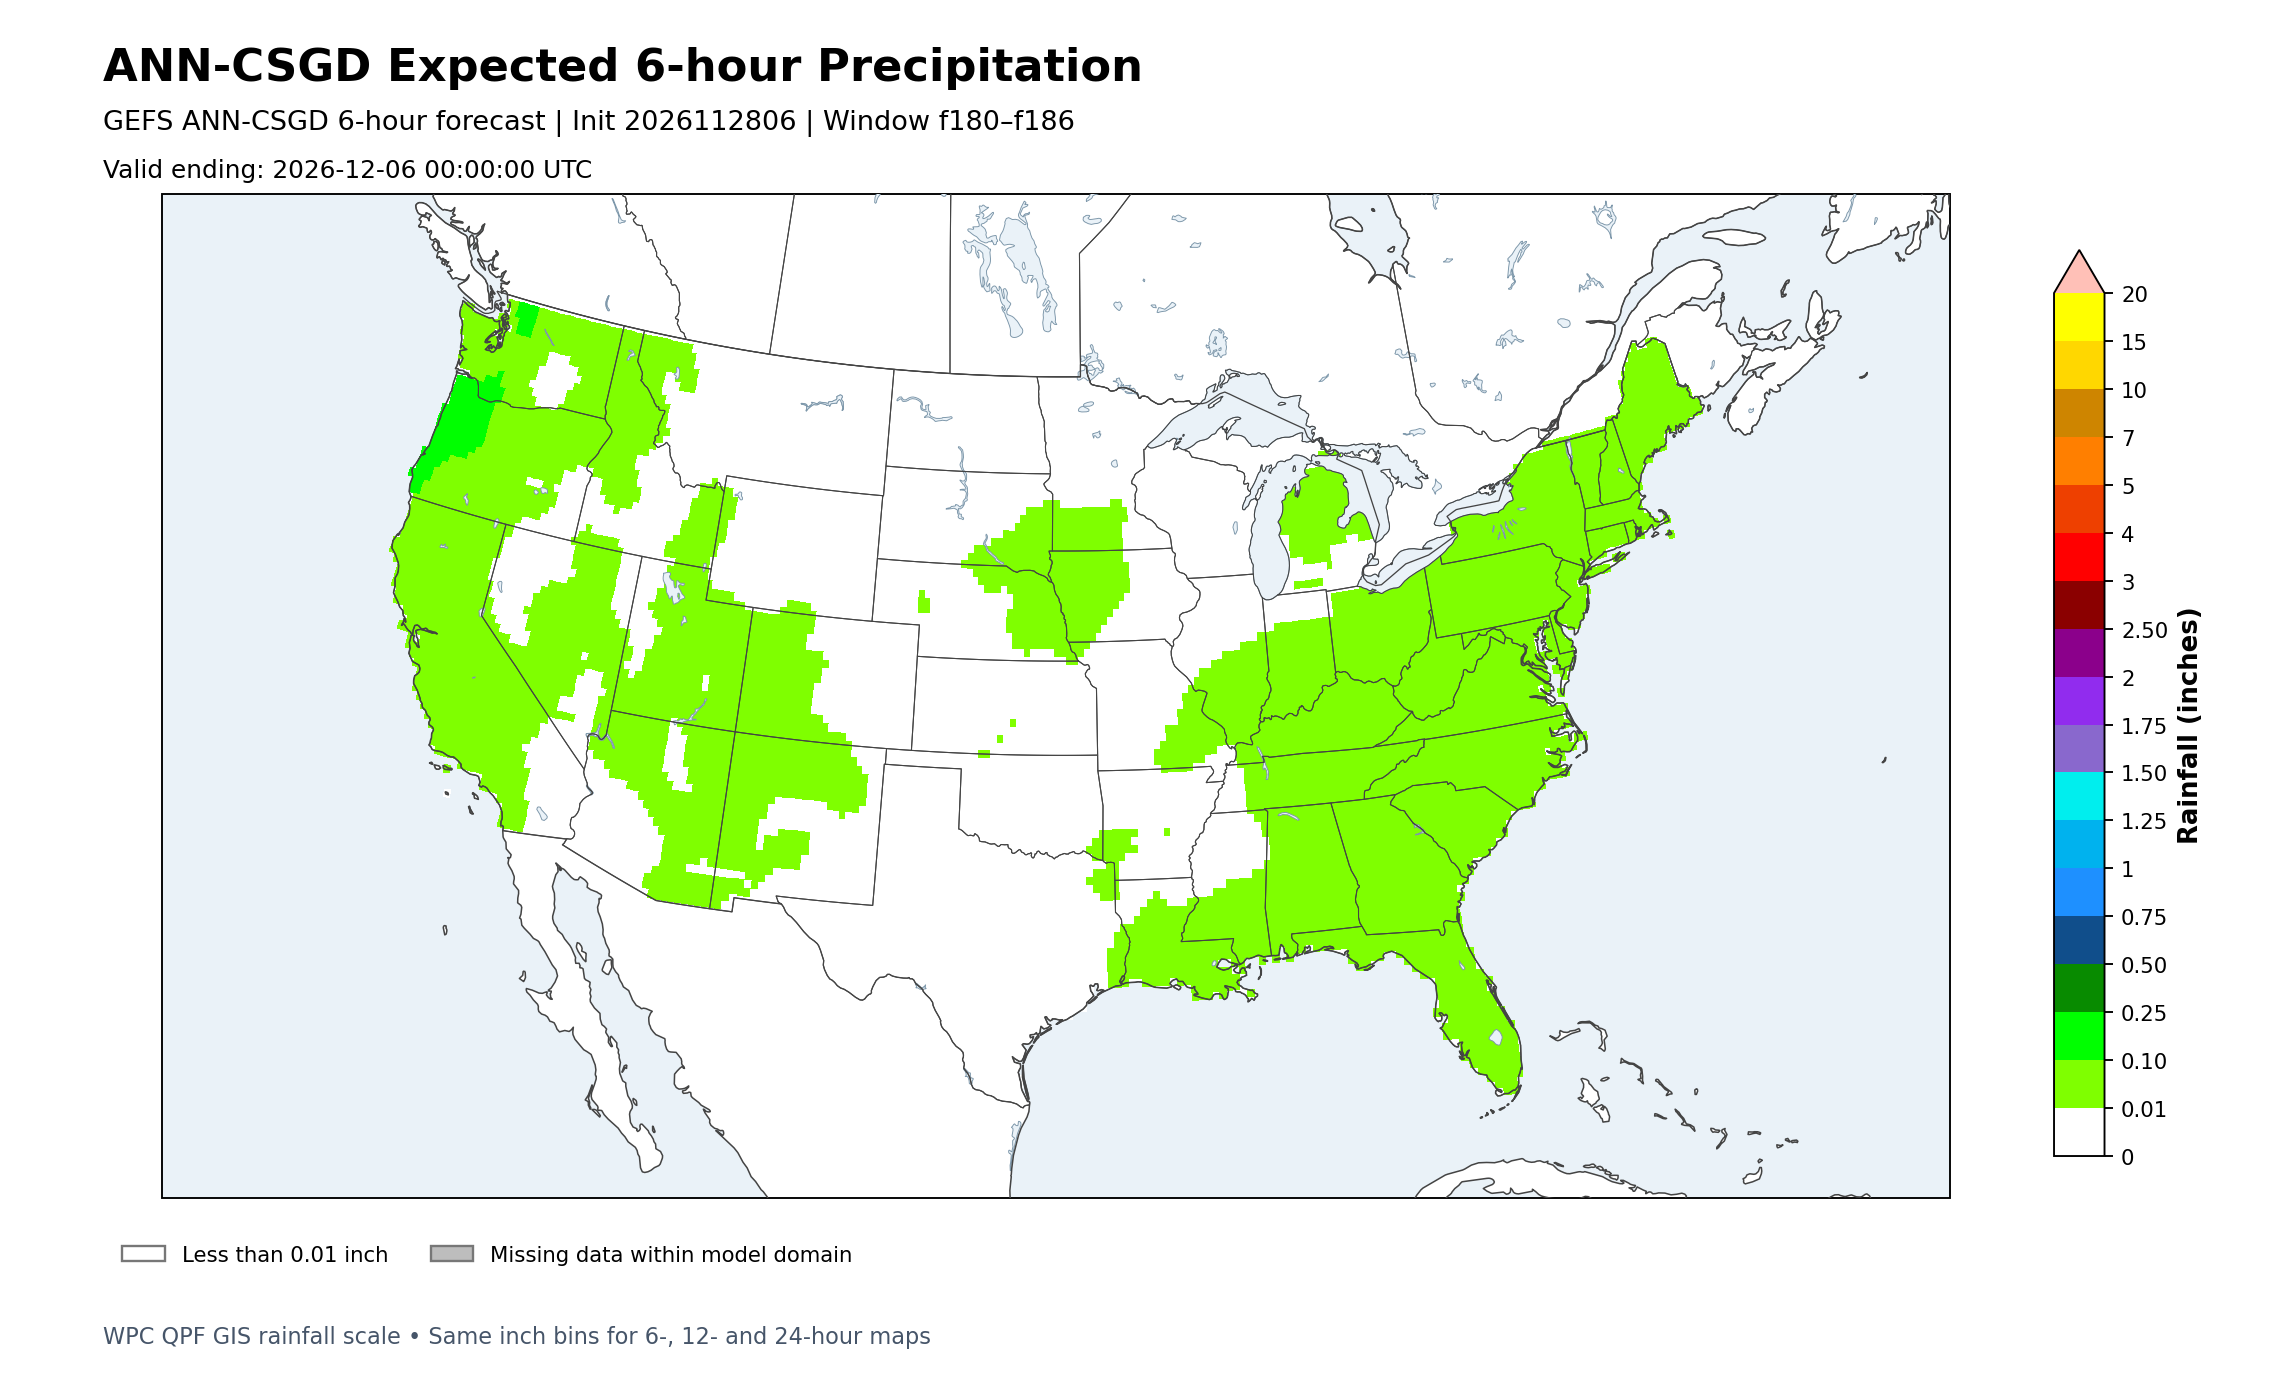 ANN-CSGD Expected 6-hour Precipitation
GEFS ANN-CSGD 6-hour forecast | Init 2026112806 | Window f180–f186
Valid ending: 2026-12-06 00:00:00 UTC
20
15
10
7
5
4
3
2.50
2
1.75
1.50
1.25
1
0.75
0.50
0.25
0.10
0.01
0
Rainfall (inches)
Less than 0.01 inch
Missing data within model domain
WPC QPF GIS rainfall scale • Same inch bins for 6-, 12- and 24-hour maps